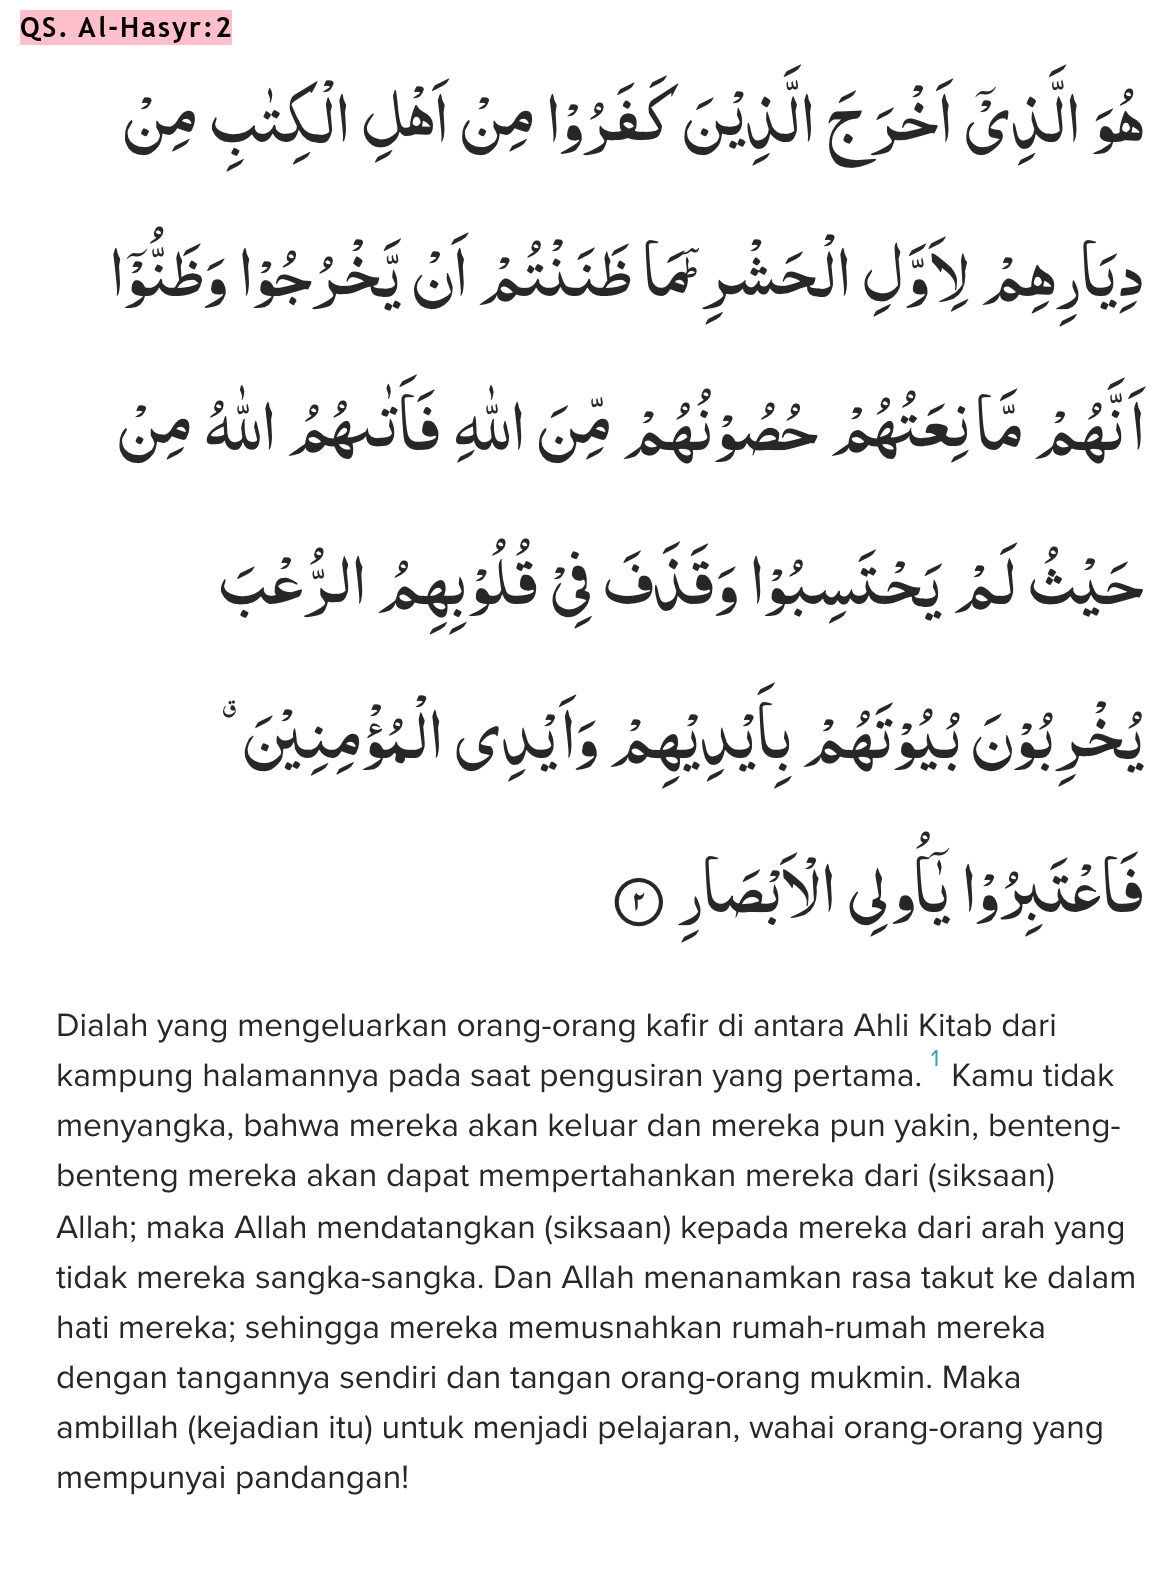 QS. Al-Hasyr:2
هُوَ الَّذِيْٓ اَخْرَجَ الَّذِيْنَ كَفَرُوْا مِنْ اَهْلِ الْكِتٰبِ مِنْ
دِيَارِهِمْ لِاَوَّلِ الْحَشْرِۗ مَا ظَنَنْتُمْ اَنْ يَّخْرُجُوْا وَظَنُّوْٓا
اَنَّهُمْ مَّانِعَتُهُمْ حُصُوْنُهُمْ مِّنَ اللّٰهِ فَاَتٰىهُمُ اللّٰهُ مِنْ
حَيْثُ لَمْ يَحْتَسِبُوْا وَقَذَفَ فِيْ قُلُوْبِهِمُ الرُّعْبَ
يُخْرِبُوْنَ بُيُوْتَهُمْ بِاَيْدِيْهِمْ وَاَيْدِى الْمُؤْمِنِيْنَۙ
فَاعْتَبِرُوْا يٰٓاُولِى الْاَبْصَارِ ٢
Dialah yang mengeluarkan orang-orang kafir di antara Ahli Kitab dari
kampung halamannya pada saat pengusiran yang pertama. 1 Kamu tidak
menyangka, bahwa mereka akan keluar dan mereka pun yakin, benteng-
benteng mereka akan dapat mempertahankan mereka dari (siksaan)
Allah; maka Allah mendatangkan (siksaan) kepada mereka dari arah yang
tidak mereka sangka-sangka. Dan Allah menanamkan rasa takut ke dalam
hati mereka; sehingga mereka memusnahkan rumah-rumah mereka
dengan tangannya sendiri dan tangan orang-orang mukmin. Maka
ambillah (kejadian itu) untuk menjadi pelajaran, wahai orang-orang yang
mempunyai pandangan!